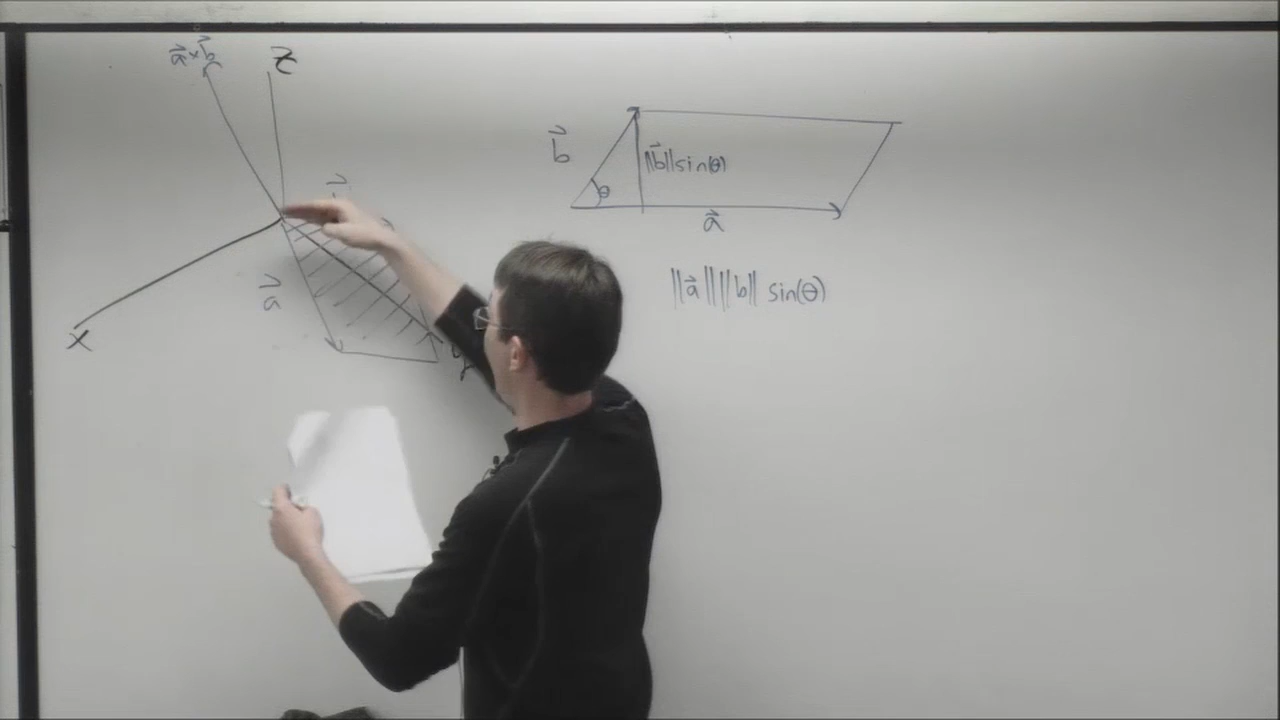 a⃗ × b⃗
z
b⃗
‖b⃗‖ sin(θ)
θ
a⃗
a⃗
‖a⃗‖ ‖b‖ sin(θ)
x
y